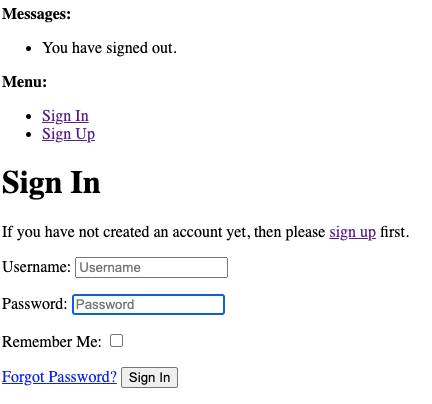 Messages:
You have signed out.
Menu:
Sign In
Sign Up
Sign In
If you have not created an account yet, then please sign up first.
Username: Username
Password: Password
Remember Me:
Forgot Password? Sign In